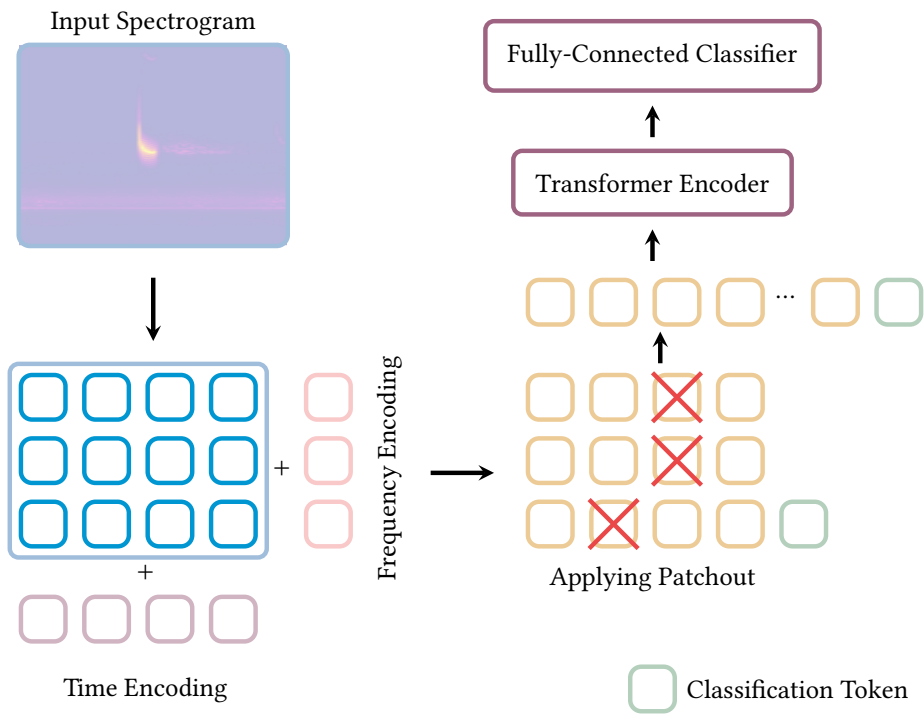 Input Spectrogram
+
Frequency Encoding
+
Time Encoding
Fully-Connected Classifier
Transformer Encoder
...
Applying Patchout
Classification Token